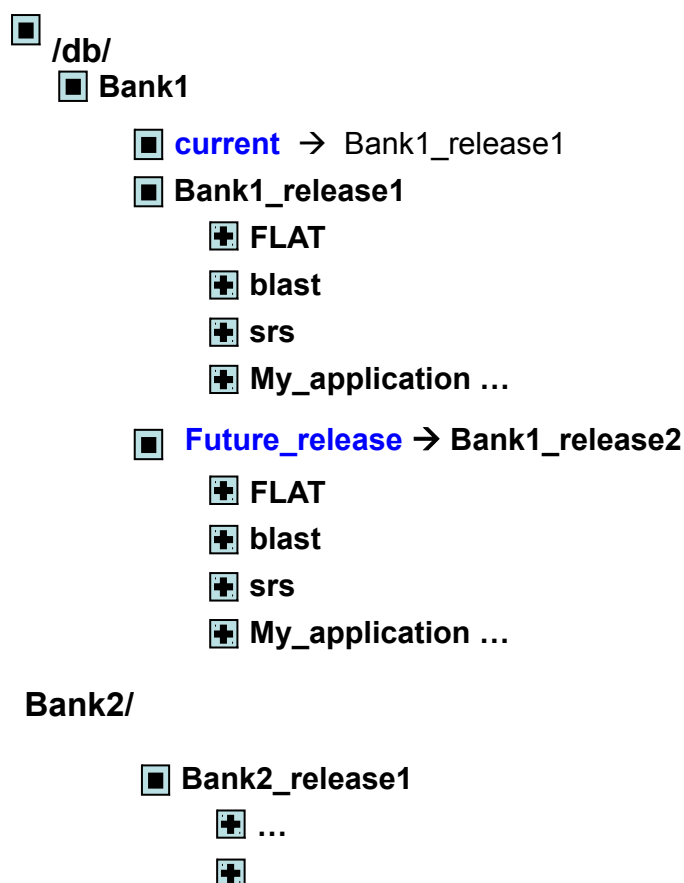 /db/
Bank1
current → Bank1_release1
Bank1_release1
FLAT
blast
srs
My_application …
Future_release → Bank1_release2
FLAT
blast
srs
My_application …
Bank2/
Bank2_release1
…